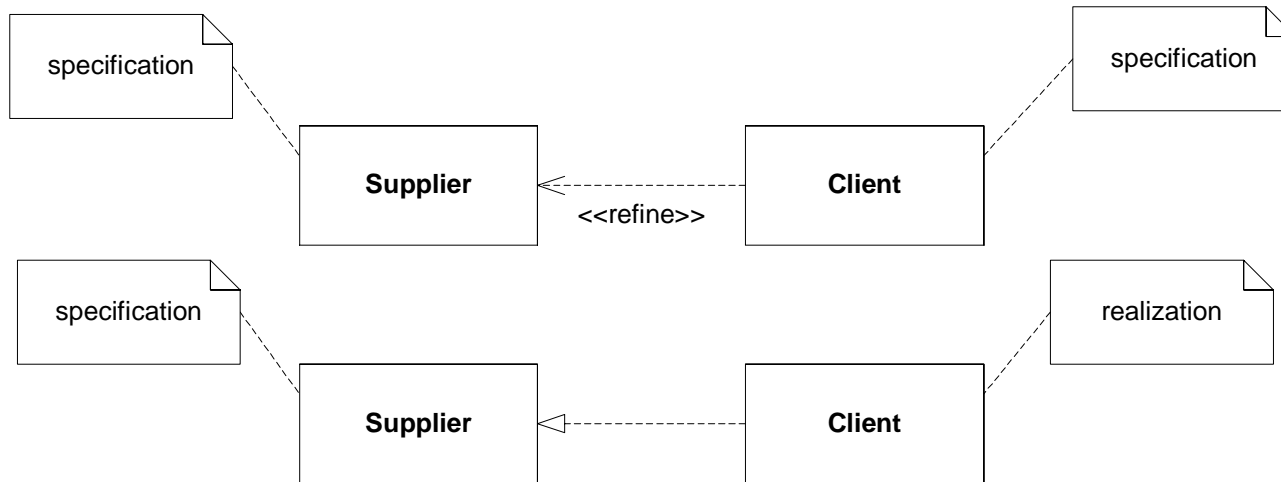 specification
specification
Supplier
Client
<<refine>>
specification
realization
Supplier
Client